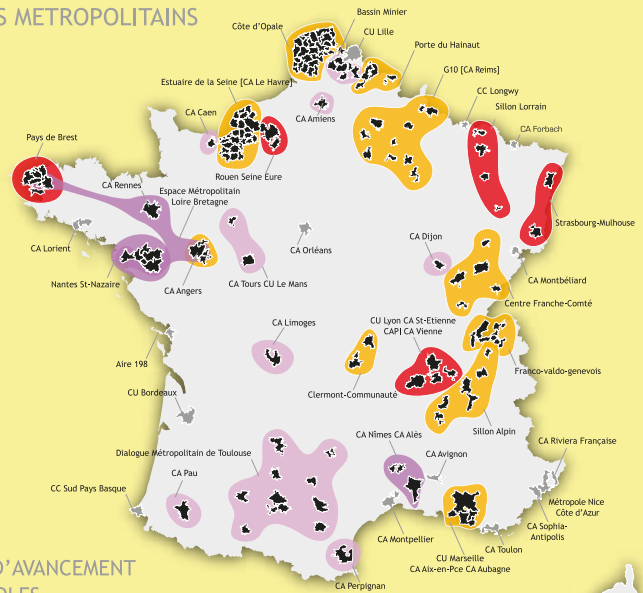 S METROPOLITAINS
Bassin Minier
Côte d'Opale
CU Lille
Porte du Hainaut
Estuaire de la Seine [CA Le Havre]
G10 [CA Reims]
CC Longwy
CA Caen
CA Amiens
Sillon Lorrain
CA Forbach
Pays de Brest
Rouen Seine Eure
CA Rennes
Espace Métropolitain
Loire Bretagne
Strasbourg-Mulhouse
CA Lorient
CA Orléans
CA Dijon
Nantes St-Nazaire
CA Angers
CA Tours CU Le Mans
CA Montbéliard
Centre Franche-Comté
CA Limoges
CU Lyon CA St-Etienne
CAPI CA Vienne
Aire 198
Franco-valdo-genevois
CU Bordeaux
Clermont-Communauté
Sillon Alpin
CA Nîmes CA Alès
CA Riviera Française
Dialogue Métropolitain de Toulouse
CA Avignon
CA Pau
CC Sud Pays Basque
Métropole Nice
Côte d'Azur
CA Sophia-
Antipolis
CA Montpellier
CA Toulon
CU Marseille
CA Aix-en-Pce CA Aubagne
D'AVANCEMENT
CA Perpignan
OLES